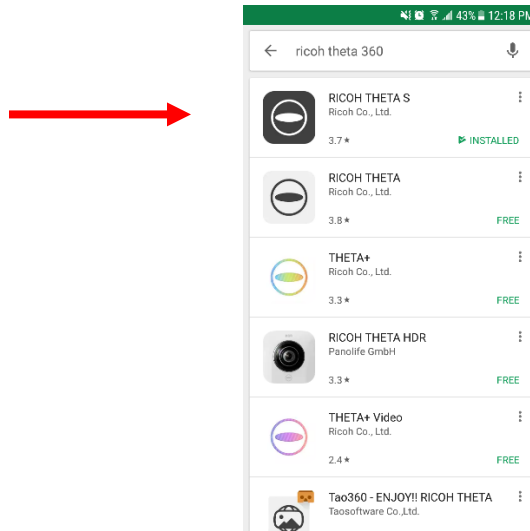 43% 12:18 PM
ricoh theta 360
RICOH THETA S
Ricoh Co., Ltd.
3.7★ INSTALLED
RICOH THETA
Ricoh Co., Ltd.
3.8★ FREE
THETA+
Ricoh Co., Ltd.
3.3★ FREE
RICOH THETA HDR
Panolife GmbH
3.3★ FREE
THETA+ Video
Ricoh Co., Ltd.
2.4★ FREE
Tao360 - ENJOY!! RICOH THETA
Taosoftware Co.,Ltd.